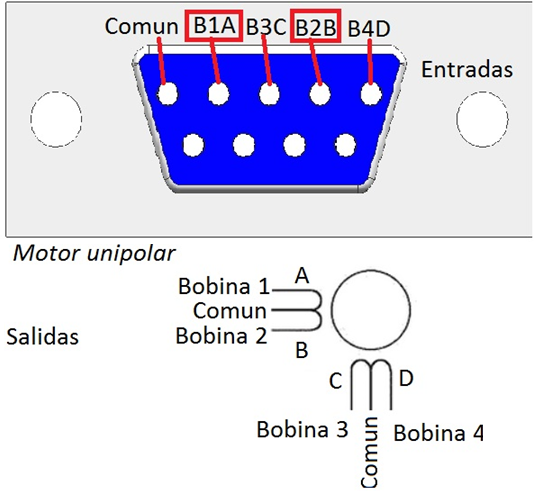 Comun B1A B3C B2B B4D
Entradas
Motor unipolar
A
Bobina 1
Comun
Salidas
Bobina 2
B
C D
Bobina 3
Comun
Bobina 4